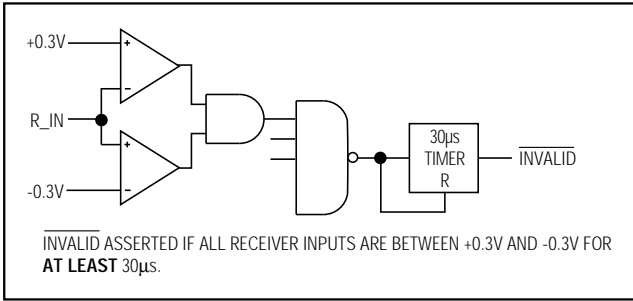 +0.3V
+
-
R_IN
+
-0.3V
-
30µs
TIMER
R
INVALID
INVALID ASSERTED IF ALL RECEIVER INPUTS ARE BETWEEN +0.3V AND -0.3V FOR
AT LEAST 30µs.